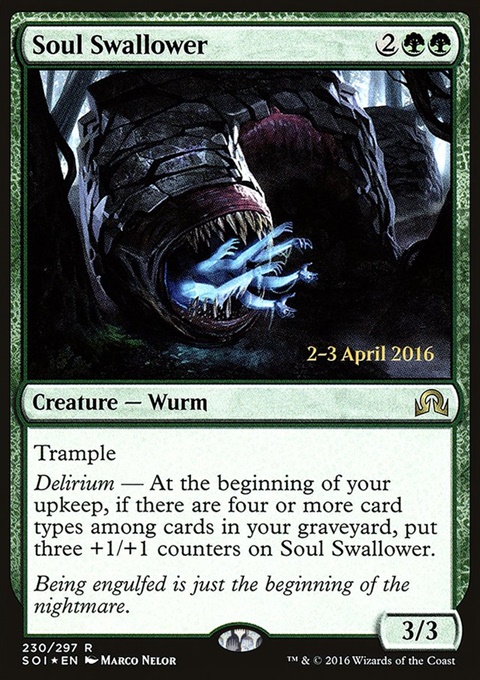 Soul Swallower 2
2–3 April 2016
Creature — Wurm
Trample
Delirium — At the beginning of your
upkeep, if there are four or more card
types among cards in your graveyard, put
three +1/+1 counters on Soul Swallower.
Being engulfed is just the beginning of the
nightmare.
3/3
230/297 R
SOI★EN Marco Nelor
™ & © 2016 Wizards of the Coast